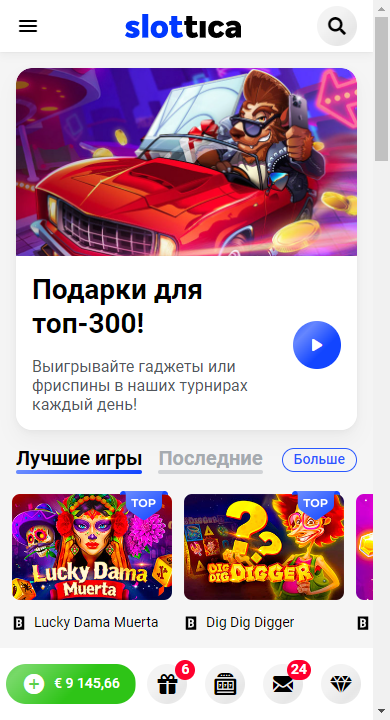 slottica
Подарки для
топ-300!
Выигрывайте гаджеты или
фриспины в наших турнирах
каждый день!
Лучшие игры
Последние
Больше
TOP
TOP
Lucky Dama
Muerta
DIG DIG
DIGGER
Lucky Dama Muerta
Dig Dig Digger
€ 9 145,66
6
24